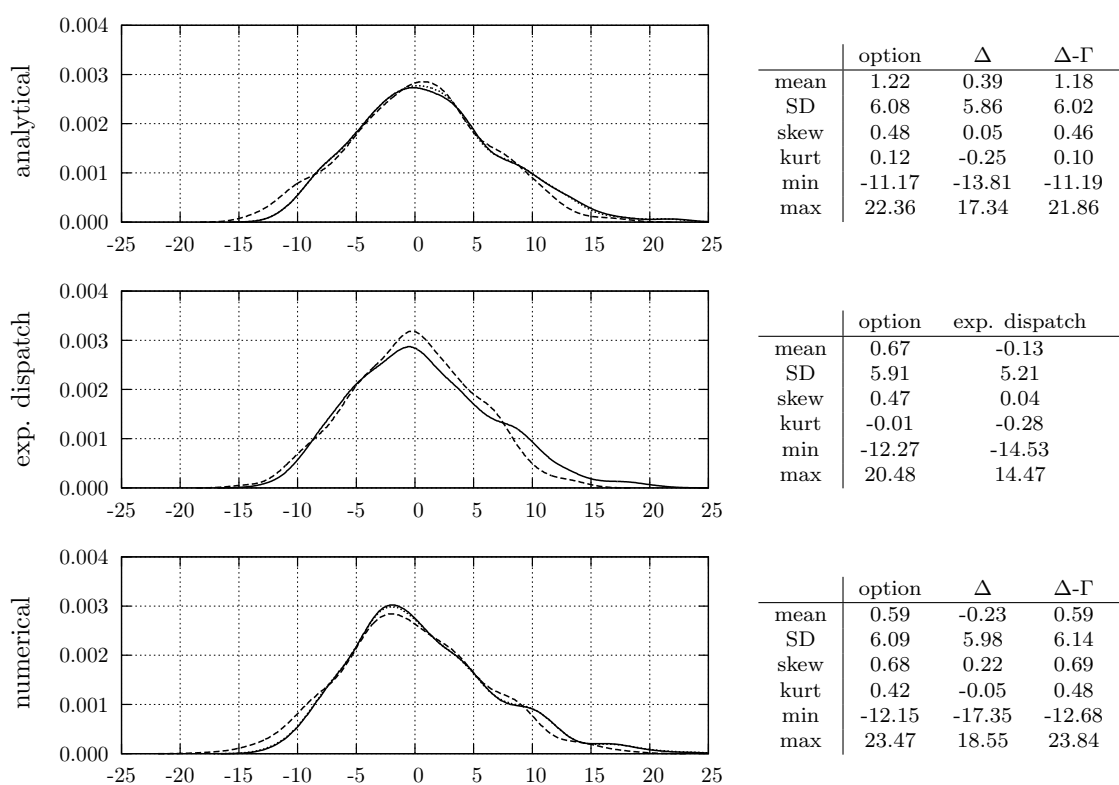 analytical
0.004
0.003
0.002
0.001
0.000
-25 -20 -15 -10 -5 0 5 10 15 20 25
option Δ Δ-Γ
mean 1.22 0.39 1.18
SD 6.08 5.86 6.02
skew 0.48 0.05 0.46
kurt 0.12 -0.25 0.10
min -11.17 -13.81 -11.19
max 22.36 17.34 21.86
exp. dispatch
0.004
0.003
0.002
0.001
0.000
-25 -20 -15 -10 -5 0 5 10 15 20 25
option exp. dispatch
mean 0.67 -0.13
SD 5.91 5.21
skew 0.47 0.04
kurt -0.01 -0.28
min -12.27 -14.53
max 20.48 14.47
numerical
0.004
0.003
0.002
0.001
0.000
-25 -20 -15 -10 -5 0 5 10 15 20 25
option Δ Δ-Γ
mean 0.59 -0.23 0.59
SD 6.09 5.98 6.14
skew 0.68 0.22 0.69
kurt 0.42 -0.05 0.48
min -12.15 -17.35 -12.68
max 23.47 18.55 23.84